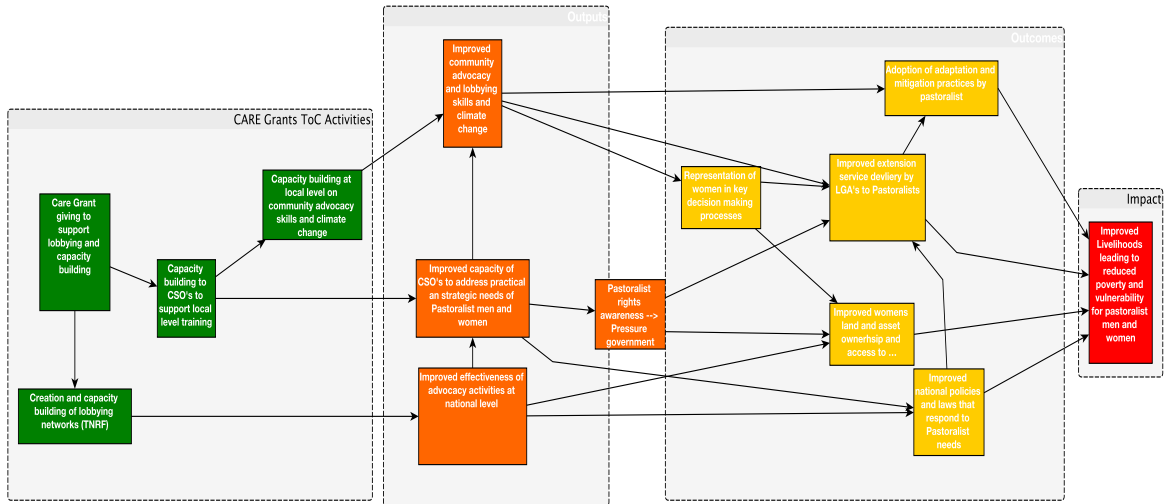 CARE Grants ToC Activities
Care Grant
giving to
support
lobbying and
capacity
building
Capacity
building to
CSO's to
support local
level training
Capacity building at
local level on
community advocacy
skills and climate
change
Creation and capacity
building of lobbying
networks (TNRF)
Outputs
Improved
community
advocacy
and lobbying
skills and
climate
change
Improved capacity of
CSO's to address practical
an strategic needs of
Pastoralist men and
women
Improved effectiveness of
advocacy activities at
national level
Pastoralist
rights
awareness -->
Pressure
government
Outcomes
Adoption of adaptation and
mitigation practices by
pastoralist
Representation of
women in key
decision making
processes
Improved extension
service devliery by
LGA's to Pastoralists
Improved womens
land and asset
ownerhsip and
access to ...
Improved
national policies
and laws that
respond to
Pastoralist
needs
Impact
Improved
Livelihoods
leading to
reduced
poverty and
vulnerability
for pastoralist
men and
women